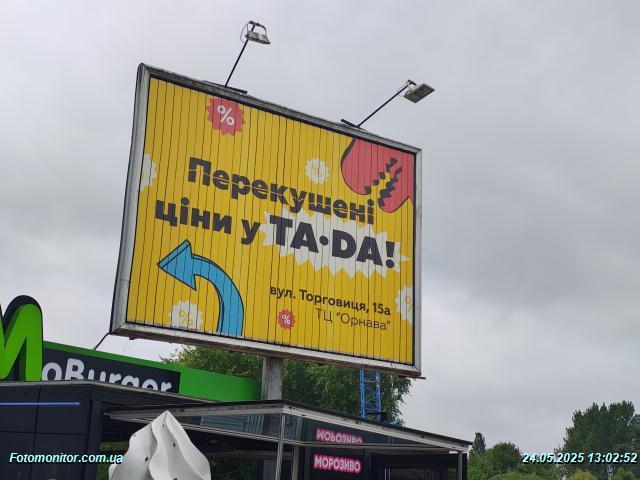 %
%
Перекушені
ціни у TA•DA!
вул. Торговиця, 15а
ТЦ "Орнава"
%
%
oBurger
МОРОЗИВО
МОРОЗИВО
Fotomonitor.com.ua
24.05.2025 13:02:52